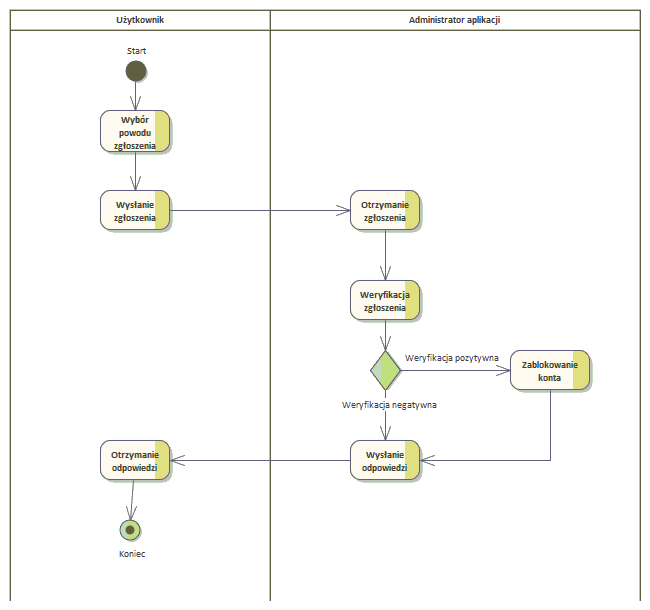 Użytkownik
Administrator aplikacji
Start
Wybór
powodu
zgłoszenia
Wysłanie
zgłoszenia
Otrzymanie
zgłoszenia
Weryfikacja
zgłoszenia
Weryfikacja pozytywna
Zablokowanie
konta
Weryfikacja negatywna
Otrzymanie
odpowiedzi
Wysłanie
odpowiedzi
Koniec